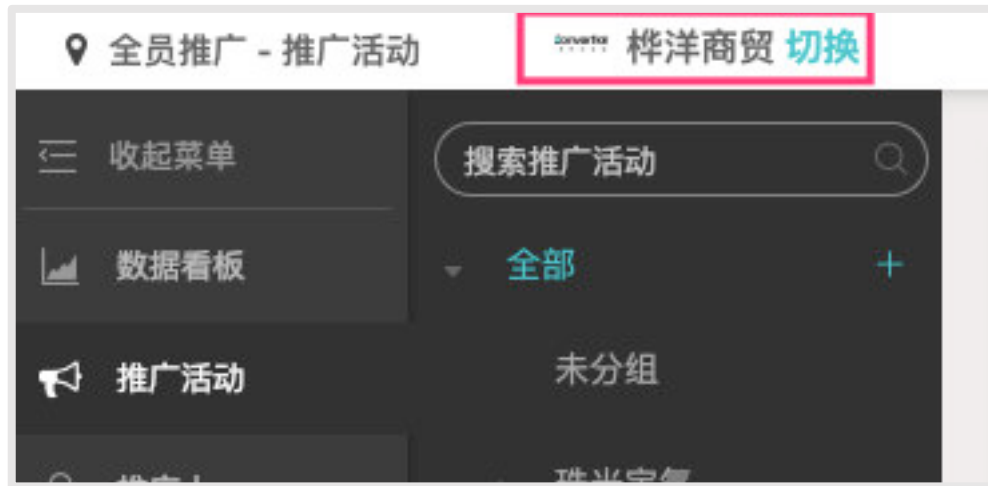 全员推广 - 推广活动
桦洋商贸 切换
收起菜单
搜索推广活动
数据看板
全部
+
推广活动
未分组